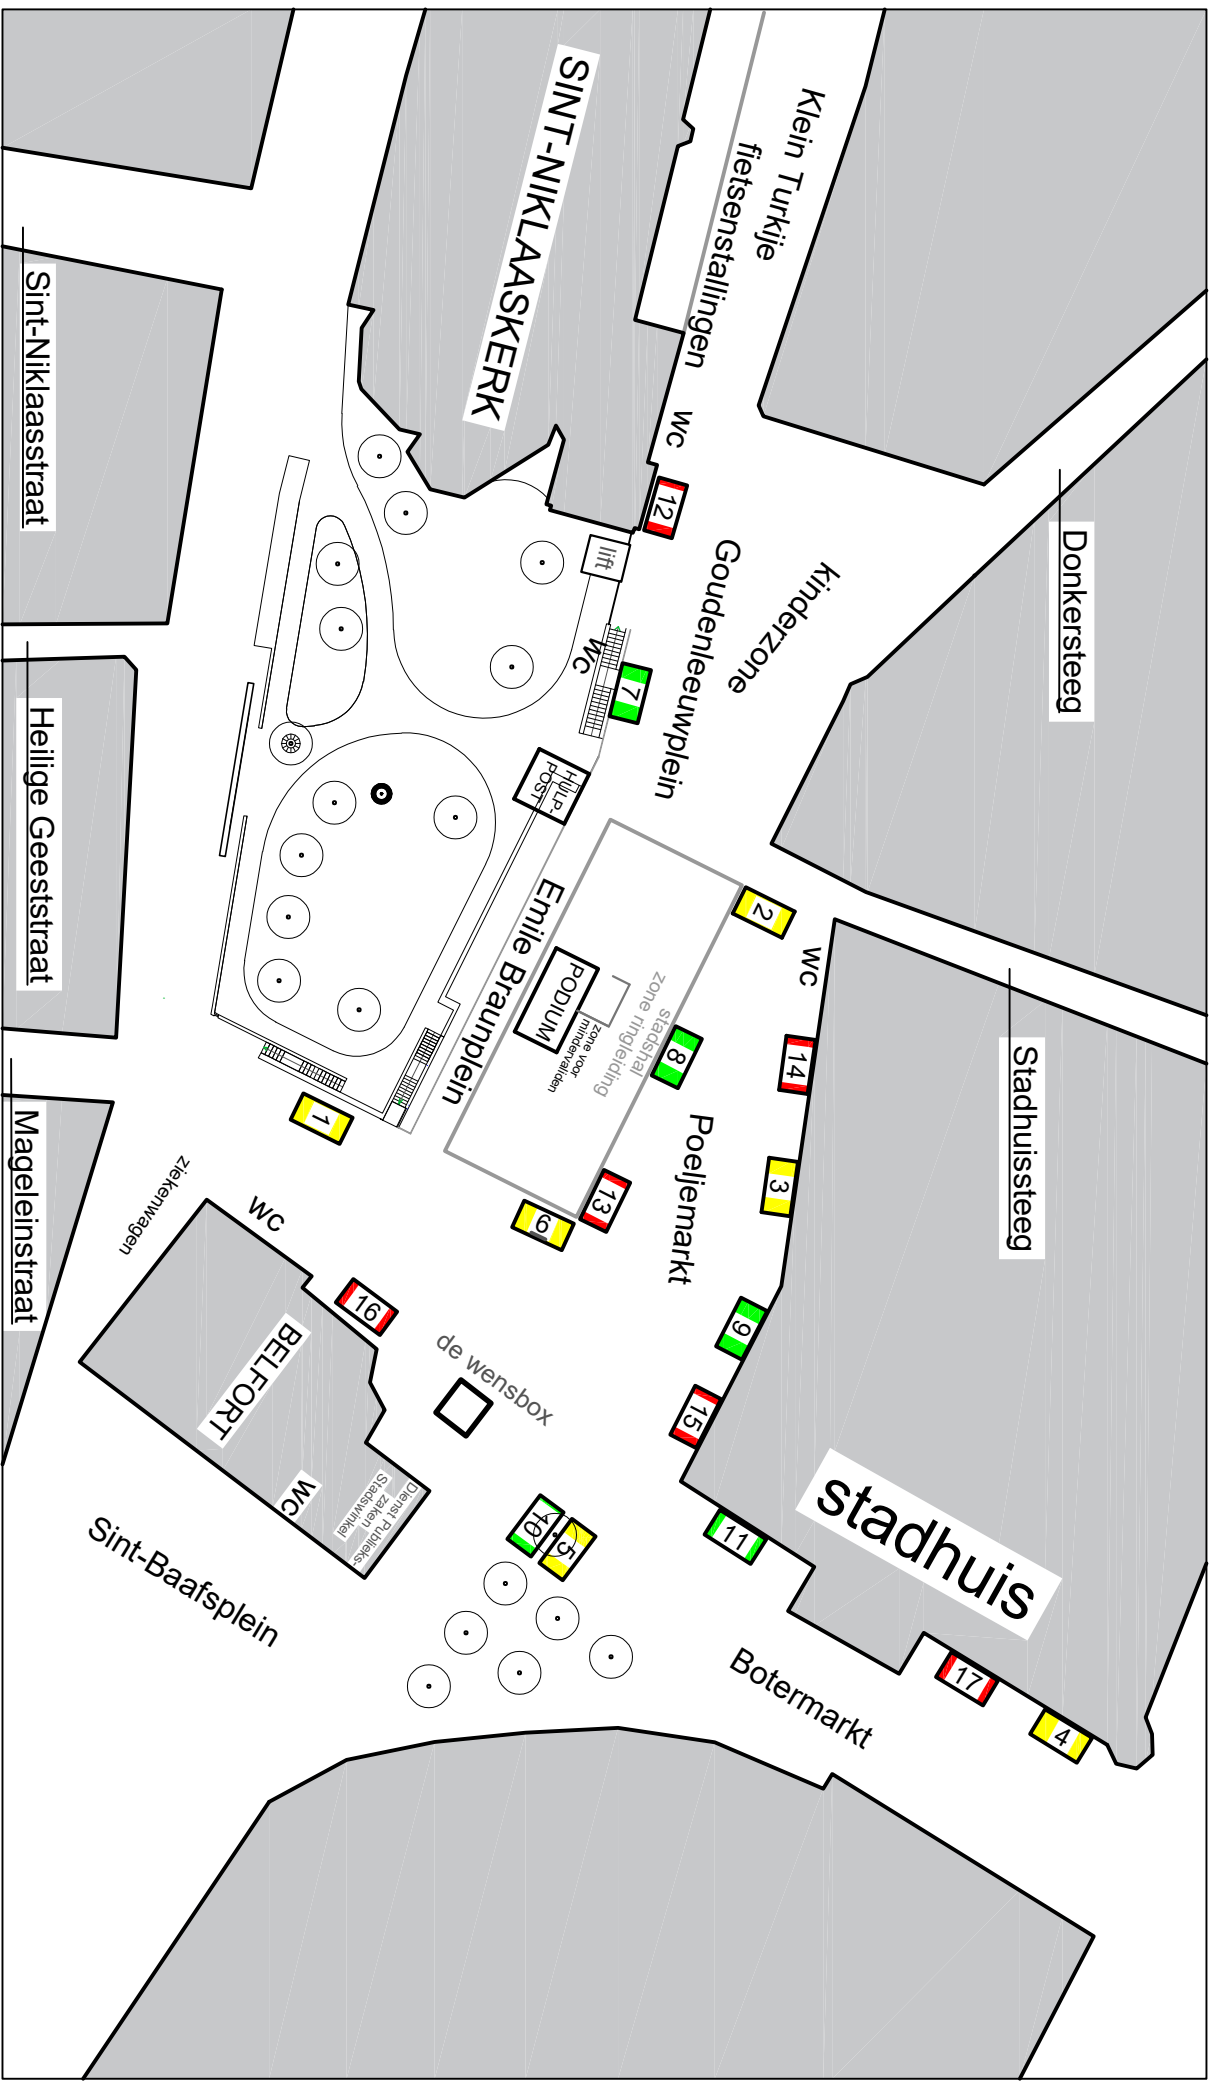 SINT-NIKLAASKERK
Klein Turkije
fietsenstallingen
wc
12
lift
wc
7
Goudenleeuwplein
kinderzone
Donkersteeg
Sint-Niklaasstraat
Heilige Geeststraat
Mageleinstraat
HULP-
POST
Emile Braunplein
PODIUM
zone voor
mindervaliden
stadshal
zone ringleiding
2
wc
8
14
3
Stadhuissteeg
Poeljemarkt
13
6
1
9
15
ziekenwagen
wc
16
BELFORT
wc
Dienst Publieks-
zaken
Stadswinkel
de wensbox
10
5
11
stadhuis
17
4
Botermarkt
Sint-Baafsplein